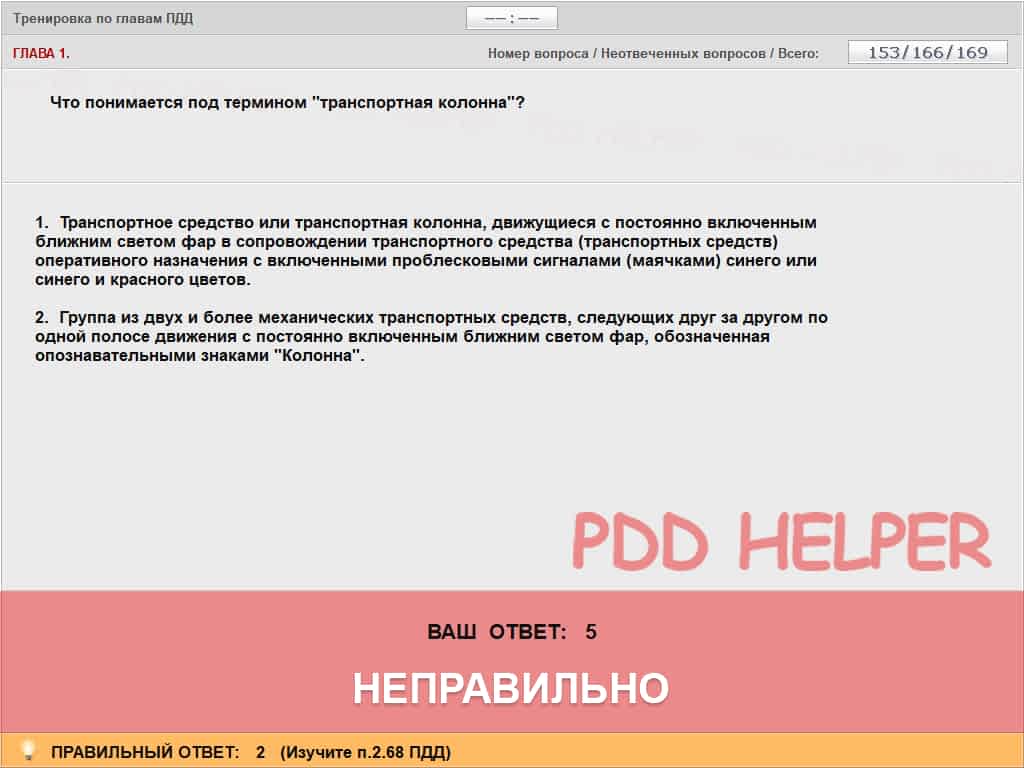 Тренировка по главам ПДД
—— : ——
ГЛАВА 1.
Номер вопроса / Неотвеченных вопросов / Всего:
153/166/169
Что понимается под термином "транспортная колонна"?
1. Транспортное средство или транспортная колонна, движущиеся с постоянно включенным
ближним светом фар в сопровождении транспортного средства (транспортных средств)
оперативного назначения с включенными проблесковыми сигналами (маячками) синего или
синего и красного цветов.
2. Группа из двух и более механических транспортных средств, следующих друг за другом по
одной полосе движения с постоянно включенным ближним светом фар, обозначенная
опознавательными знаками "Колонна".
PDD HELPER
ВАШ ОТВЕТ: 5
НЕПРАВИЛЬНО
ПРАВИЛЬНЫЙ ОТВЕТ: 2 (Изучите п.2.68 ПДД)